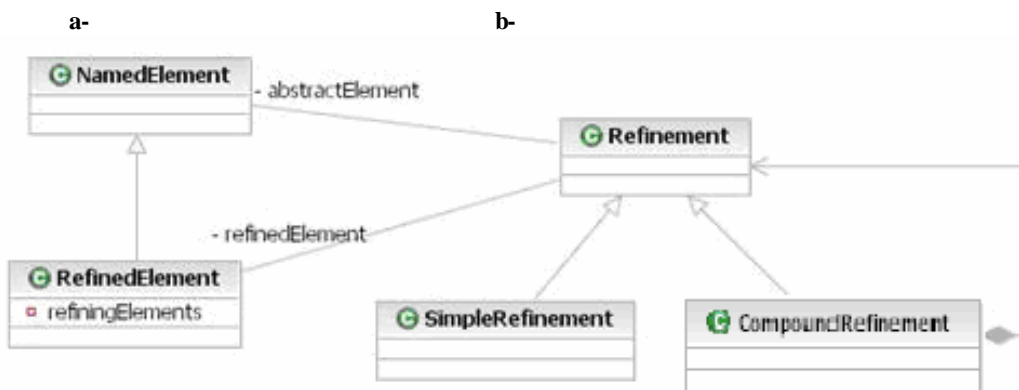 a- b-
NamedElement
- abstractElement
Refinement
- refinedElement
RefinedElement
refiningElements
SimpleRefinement
CompoundRefinement